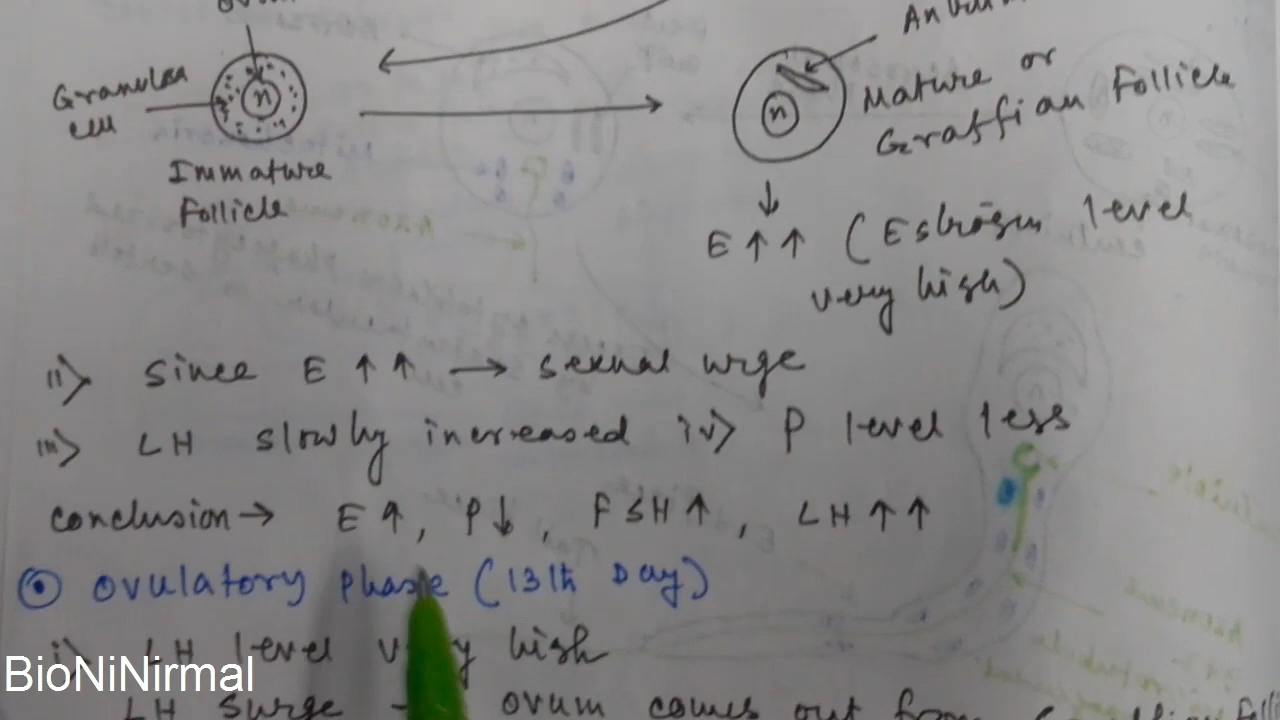 Granulosa
cell
n
Immature
Follicle
n
Mature or
Graffian Follicle
E ↑ ↑ (Estrogen level
very high)
ii) Since E ↑ ↑ → sexual urge
iii) LH slowly increased iv) P level less
conclusion → E ↑, P ↓, FSH ↑, LH ↑ ↑
ovulatory phase (13th Day)
i) LH level very high
LH surge ovum comes out from
BioNiNirmal